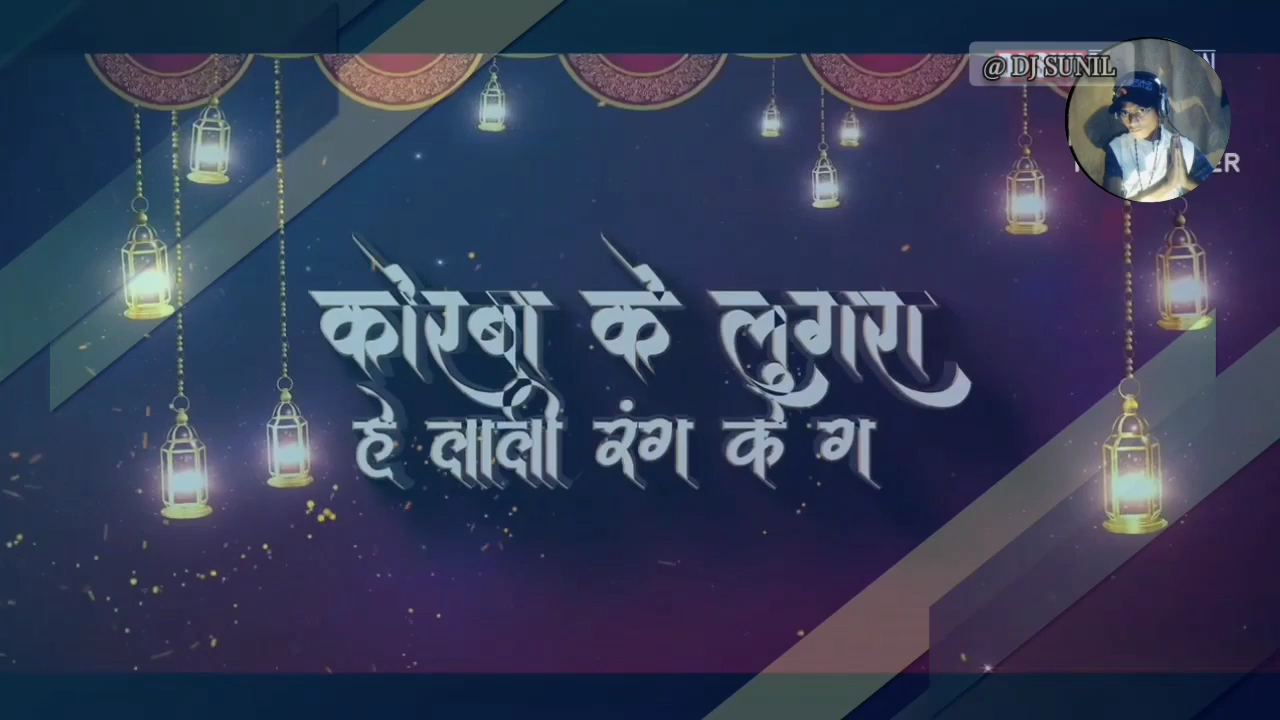 @ DJ SUNIL
कोरबा के लुगरा
हे लाली रंग के ग